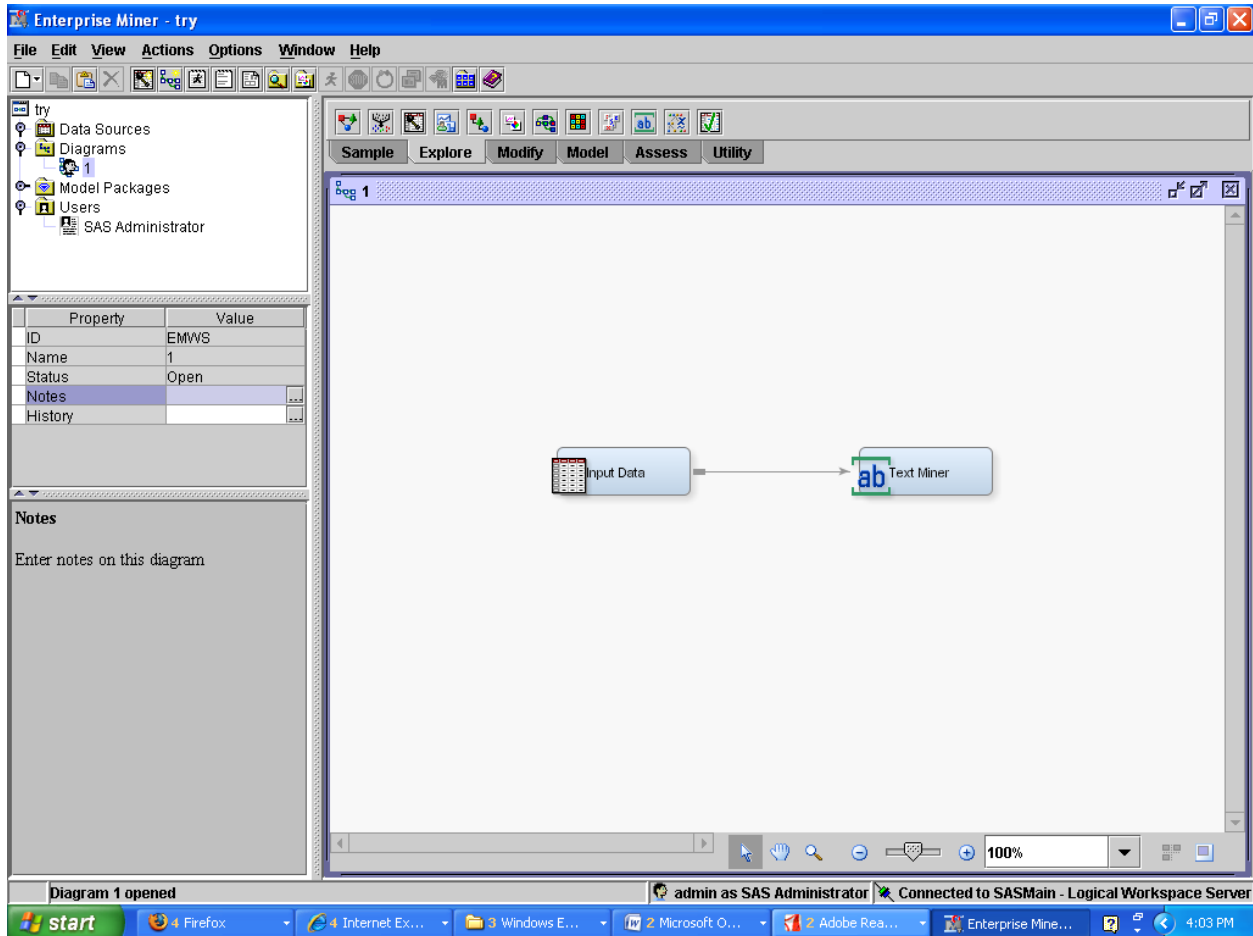 Enterprise Miner - try
File Edit View Actions Options Window Help
try
Data Sources
Diagrams
1
Model Packages
Users
SAS Administrator
Property Value
ID EMWS
Name 1
Status Open
Notes ...
History ...
Notes
Enter notes on this diagram
ab
Sample Explore Modify Model Assess Utility
1
Input Data
ab Text Miner
100%
Diagram 1 opened
admin as SAS Administrator
Connected to SASMain - Logical Workspace Server
start
4 Firefox
4 Internet Ex...
3 Windows E...
2 Microsoft O...
2 Adobe Rea...
Enterprise Mine...
4:03 PM